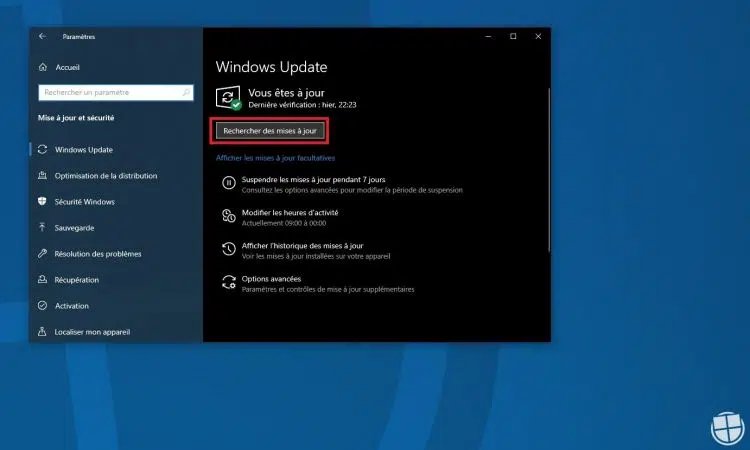 Paramètres
Accueil
Rechercher un paramètre
Mise à jour et sécurité
Windows Update
Optimisation de la distribution
Sécurité Windows
Sauvegarde
Résolution des problèmes
Récupération
Activation
Localiser mon appareil
Windows Update
Vous êtes à jour
Dernière vérification : hier, 22:23
Rechercher des mises à jour
Afficher les mises à jour facultatives
Suspendre les mises à jour pendant 7 jours
Consultez les options avancées pour modifier la période de suspension
Modifier les heures d'activité
Actuellement 09:00 à 00:00
Afficher l'historique des mises à jour
Voir les mises à jour installées sur votre appareil
Options avancées
Paramètres et contrôles de mise à jour supplémentaires